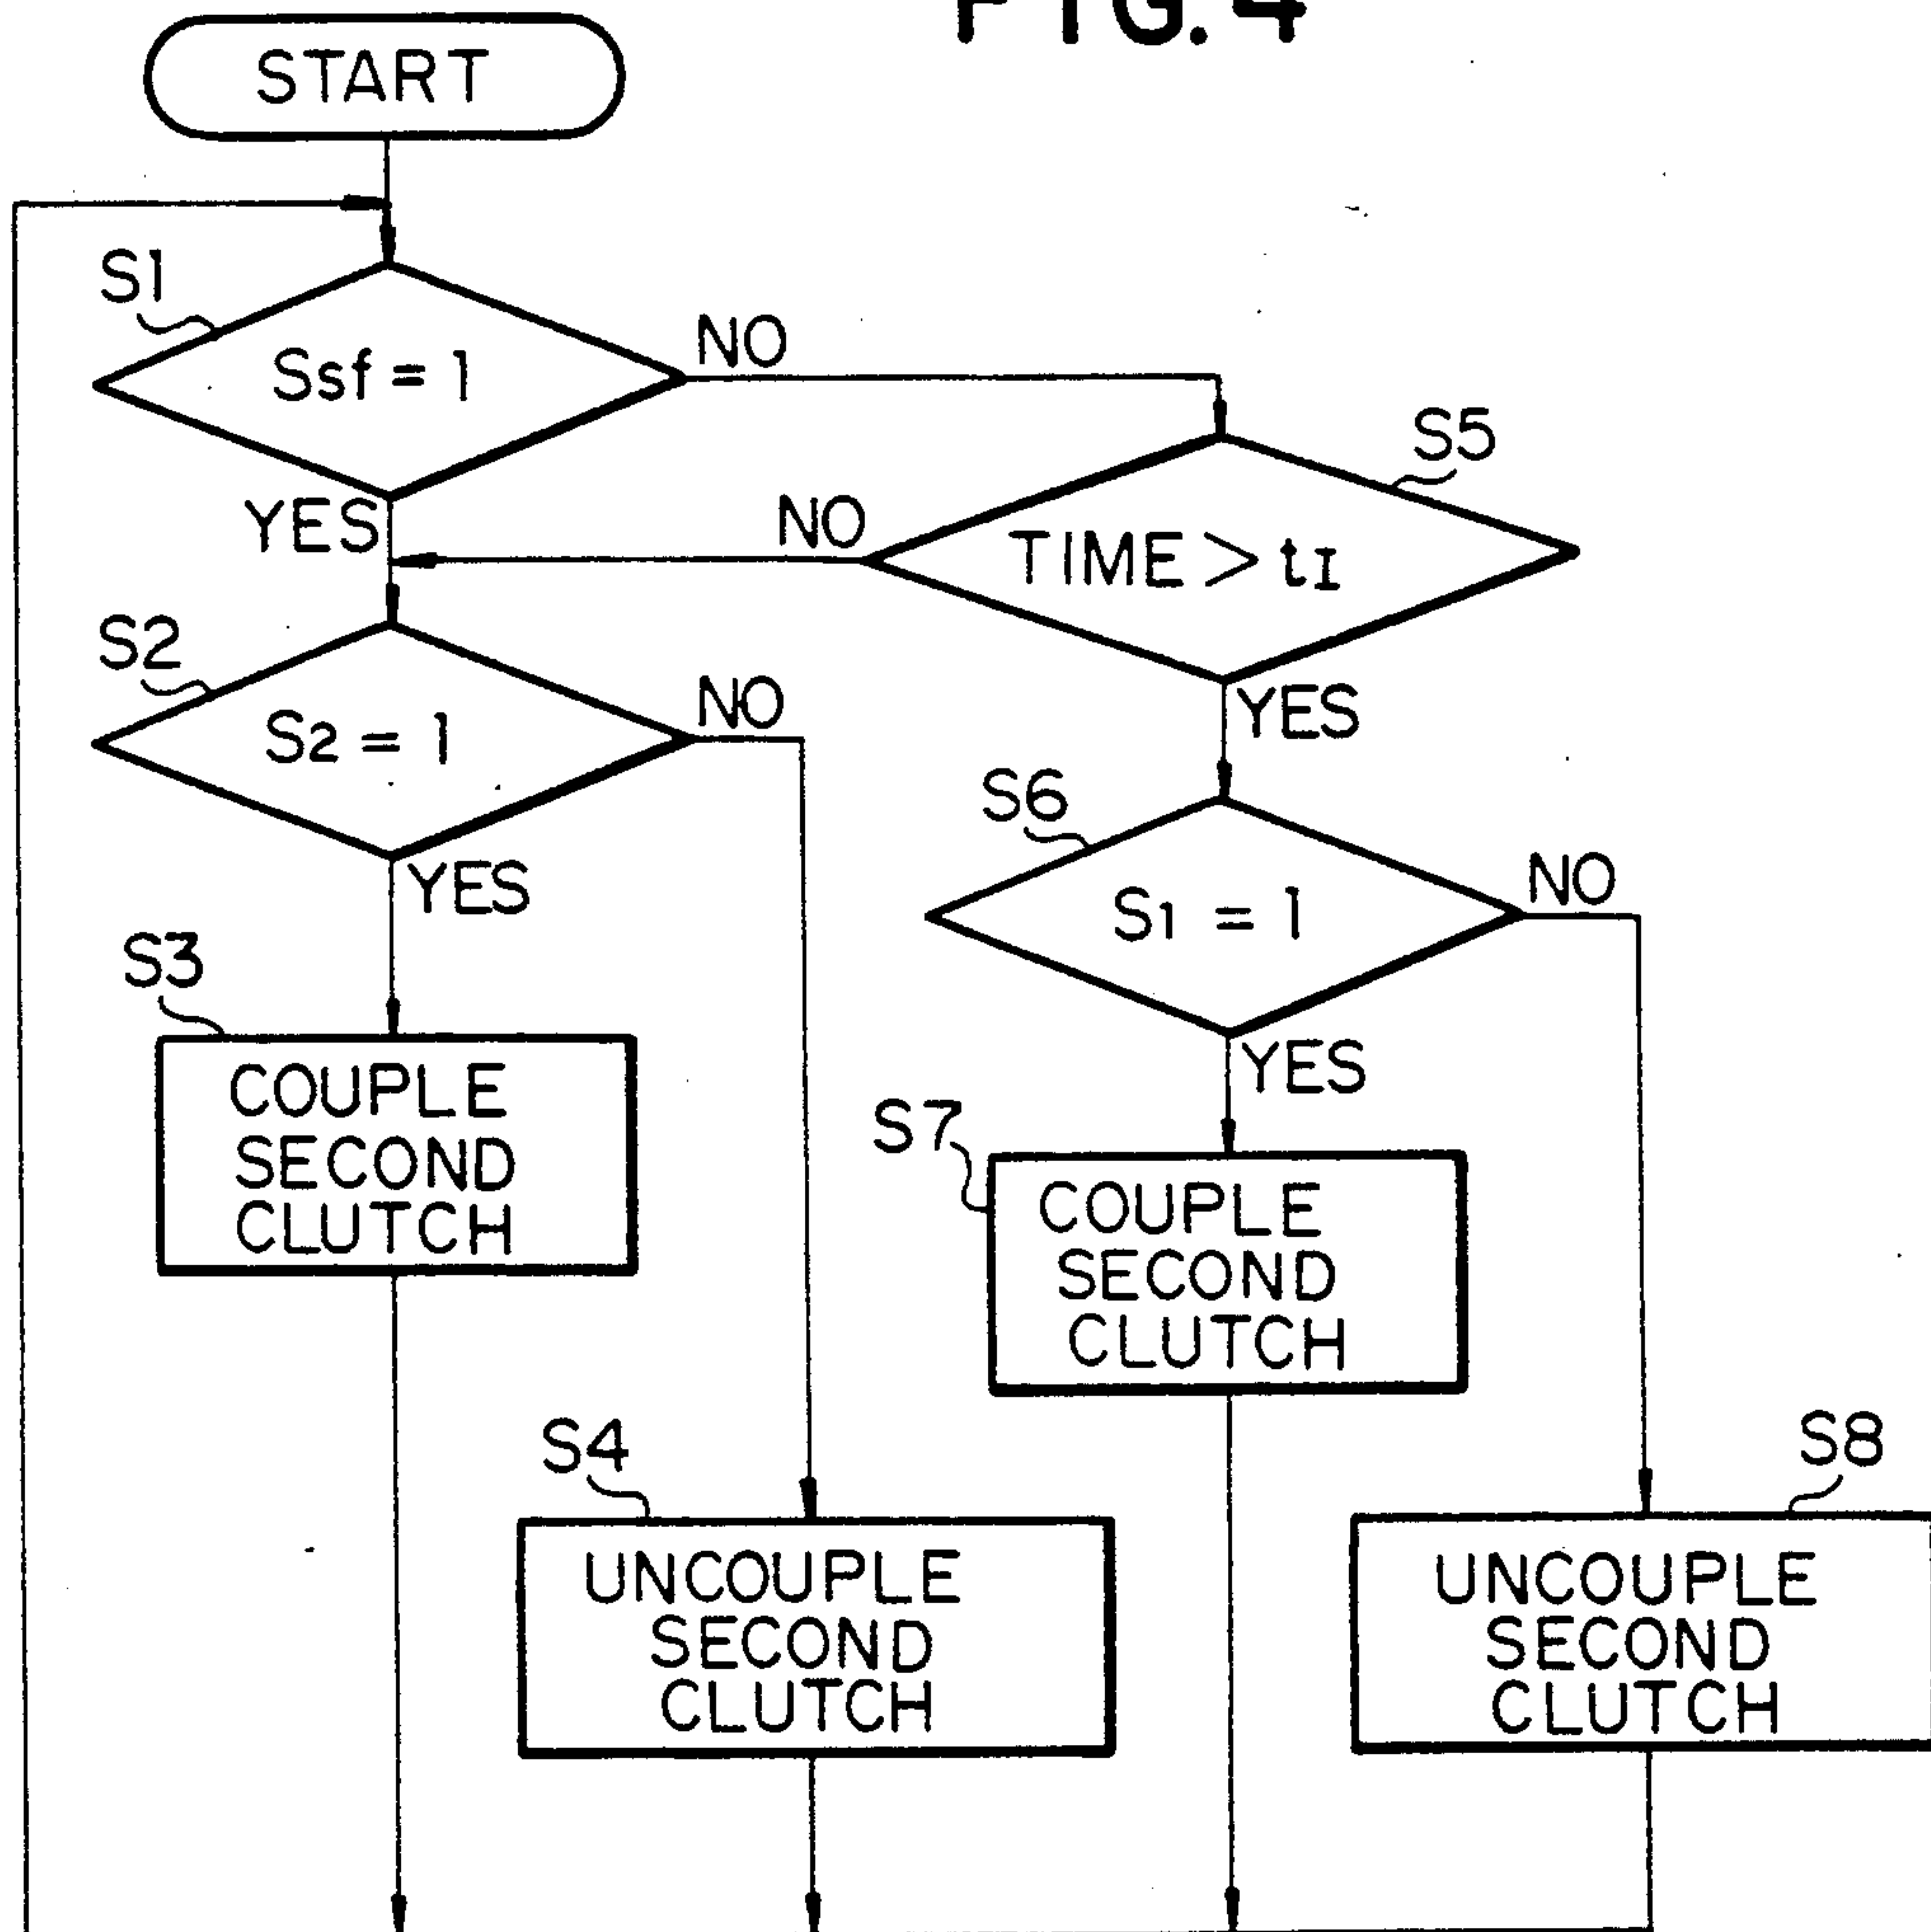 FIG.4
START
S1
Ssf = 1
NO
YES
S5
TIME > tI
NO
YES
S2
S2 = 1
NO
YES
S6
S1 = 1
NO
YES
S3
COUPLE
SECOND
CLUTCH
S7
COUPLE
SECOND
CLUTCH
S4
UNCOUPLE
SECOND
CLUTCH
S8
UNCOUPLE
SECOND
CLUTCH